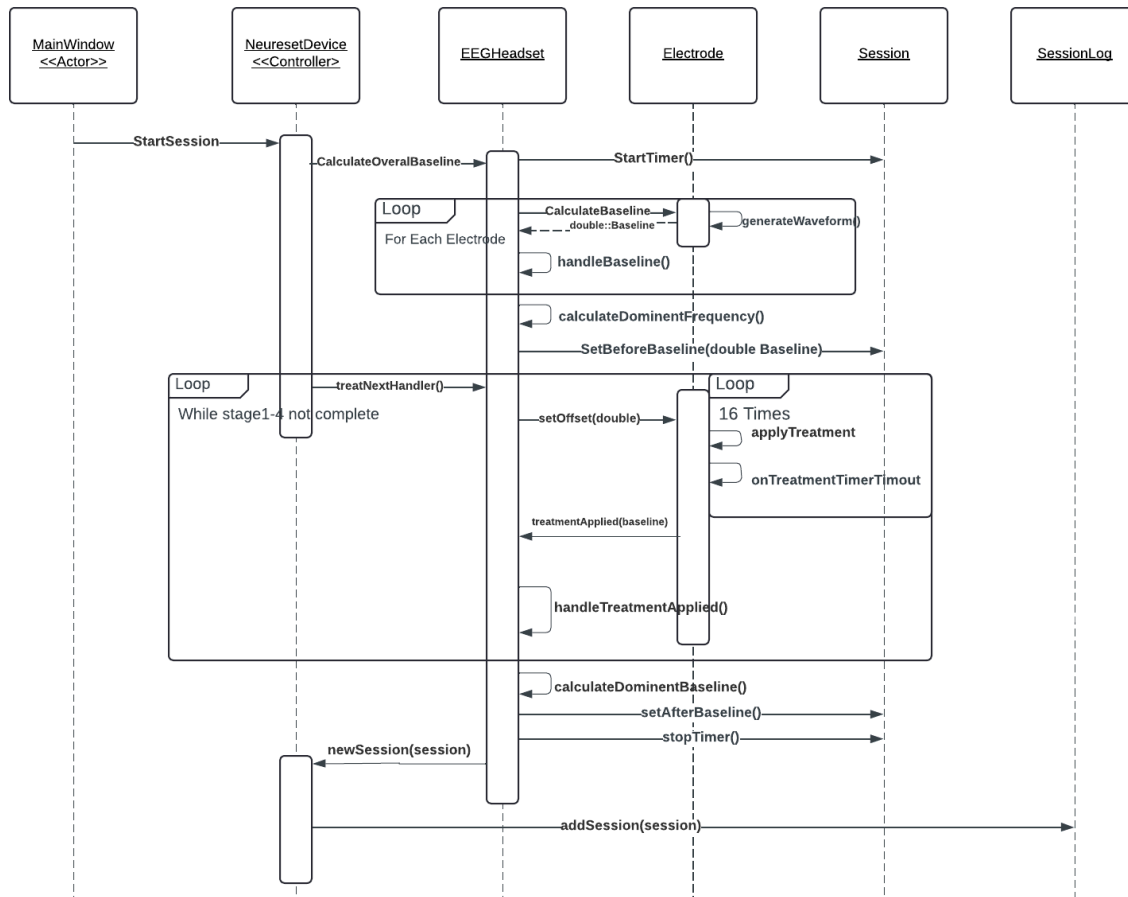 MainWindow
<<Actor>>
NeuresetDevice
<<Controller>
EEGHeadset
Electrode
Session
SessionLog
StartSession
CalculateOveralBaseline
StartTimer()
Loop
For Each Electrode
CalculateBaseline
double::Baseline
generateWaveform()
handleBaseline()
calculateDominentFrequency()
SetBeforeBaseline(double Baseline)
Loop
While stage1-4 not complete
treatNextHandler()
Loop
16 Times
setOffset(double)
applyTreatment
onTreatmentTimerTimout
treatmentApplied(baseline)
handleTreatmentApplied()
calculateDominentBaseline()
setAfterBaseline()
stopTimer()
newSession(session)
addSession(session)